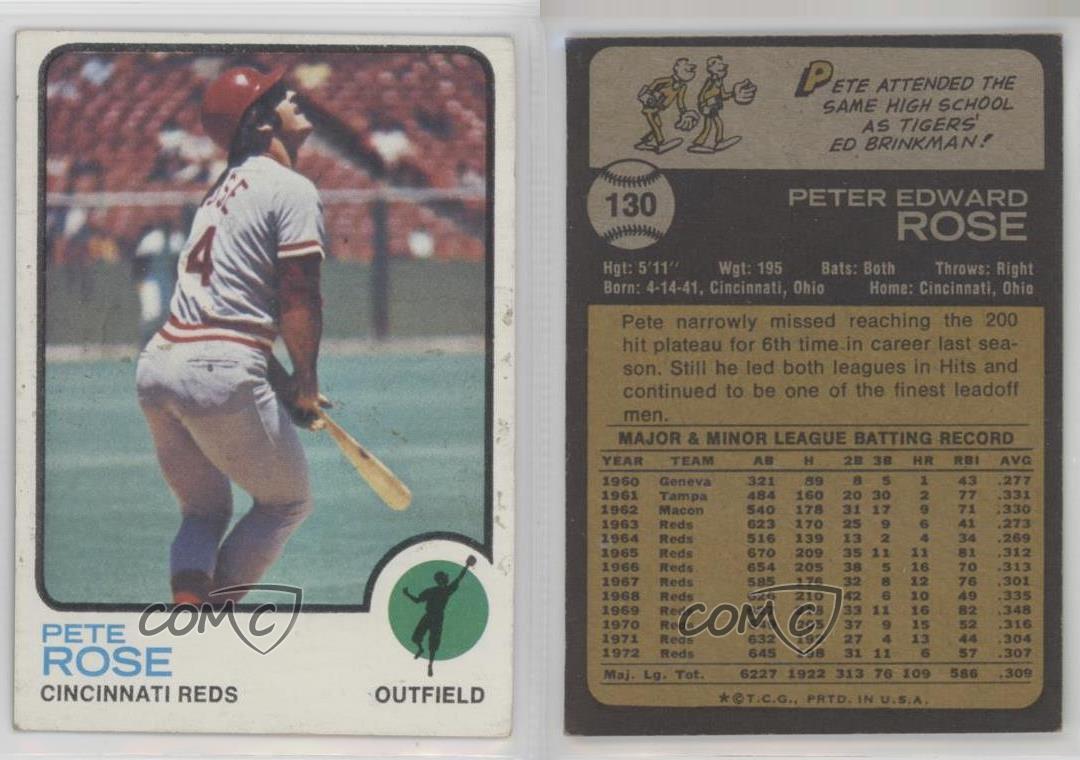 SE
4
PETE
ROSE
CINCINNATI REDS
OUTFIELD
COMC
PETE ATTENDED THE
SAME HIGH SCHOOL
AS TIGERS'
ED BRINKMAN!
130
PETER EDWARD
ROSE
Hgt: 5'11" Wgt: 195 Bats: Both Throws: Right
Born: 4-14-41, Cincinnati, Ohio Home: Cincinnati, Ohio
Pete narrowly missed reaching the 200
hit plateau for 6th time in career last sea-
son. Still he led both leagues in Hits and
continued to be one of the finest leadoff
men.
MAJOR & MINOR LEAGUE BATTING RECORD
YEAR TEAM AB H 2B 3B HR RBI AVG
1960 Geneva 321 89 8 5 1 43 .277
1961 Tampa 484 160 20 30 2 77 .331
1962 Macon 540 178 31 17 9 71 .330
1963 Reds 623 170 25 9 6 41 .273
1964 Reds 516 139 13 2 4 34 .269
1965 Reds 670 209 35 11 11 81 .312
1966 Reds 654 205 38 5 16 70 .313
1967 Reds 585 176 32 8 12 76 .301
1968 Reds 626 210 42 6 10 49 .335
1969 Reds 33 11 16 82 .348
1970 Reds 205 37 9 15 52 .316
1971 Reds 632 192 27 4 13 44 .304
1972 Reds 645 198 31 11 6 57 .307
Maj. Lg. Tot. 6227 1922 313 76 109 586 .309
★©T.C.G., PRTD. IN U.S.A.
COMC